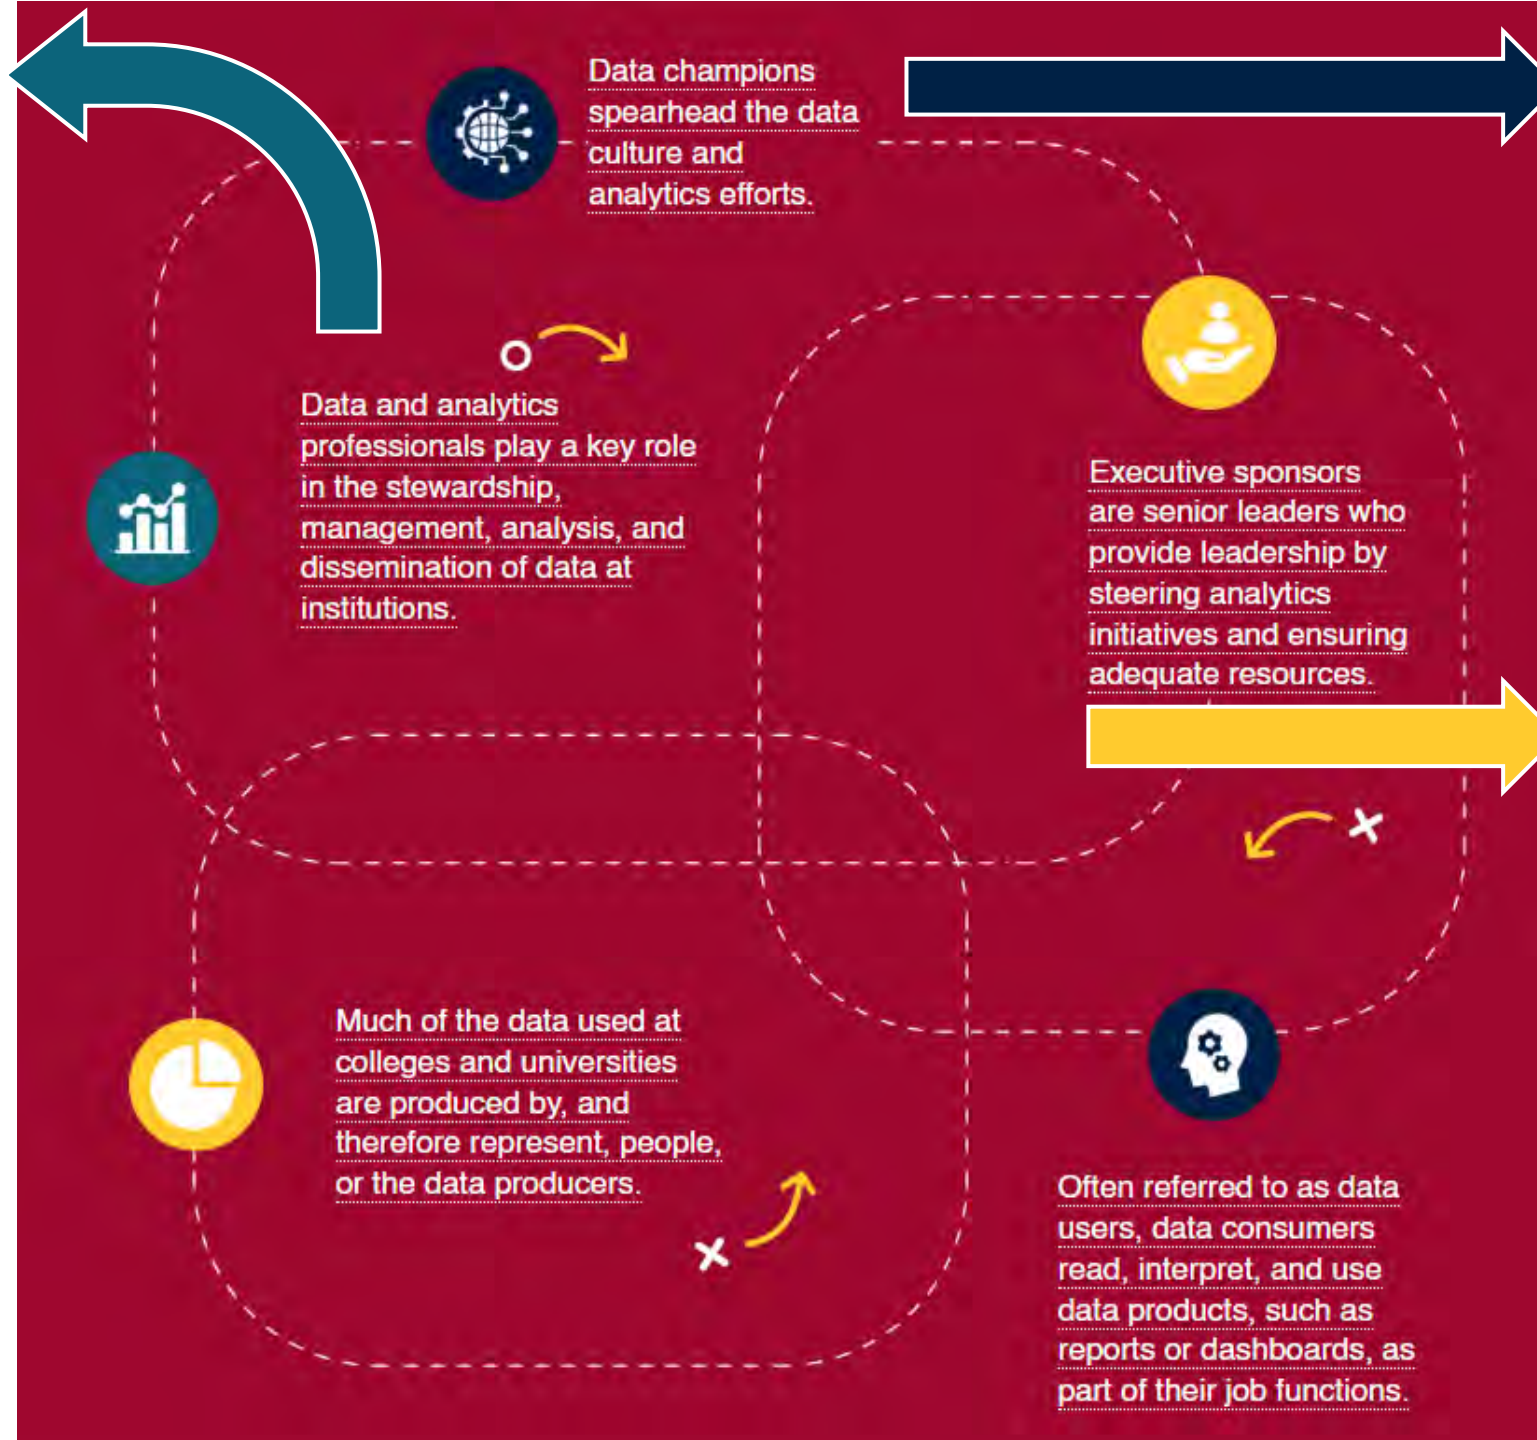 Data champions
spearhead the data
culture and
analytics efforts.
Data and analytics
professionals play a key role
in the stewardship,
management, analysis, and
dissemination of data at
institutions.
Executive sponsors
are senior leaders who
provide leadership by
steering analytics
initiatives and ensuring
adequate resources.
Much of the data used at
colleges and universities
are produced by, and
therefore represent, people,
or the data producers.
Often referred to as data
users, data consumers
read, interpret, and use
data products, such as
reports or dashboards, as
part of their job functions.